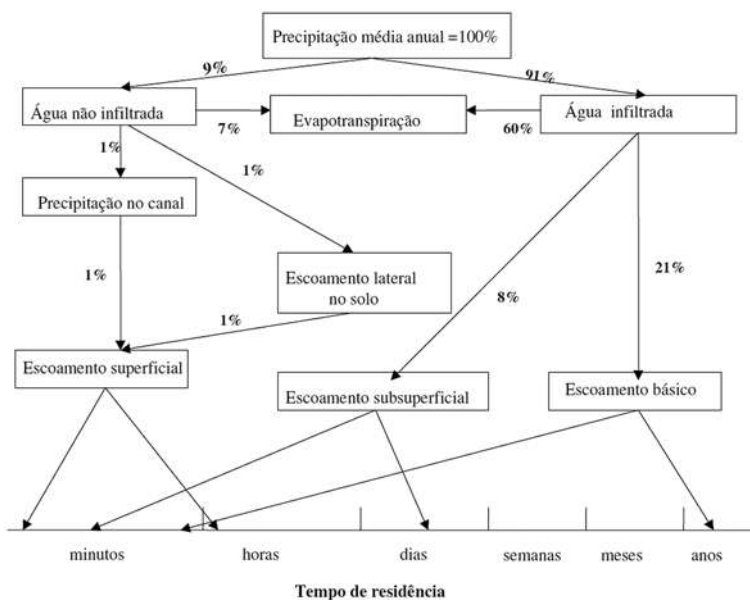 Precipitação média anual =100%
9%
91%
Água não infiltrada
7%
Evapotranspiração
60%
Água infiltrada
1%
1%
Precipitação no canal
1%
Escoamento lateral
no solo
8%
21%
1%
Escoamento superficial
Escoamento subsuperficial
Escoamento básico
minutos
horas
dias
semanas
meses
anos
Tempo de residência